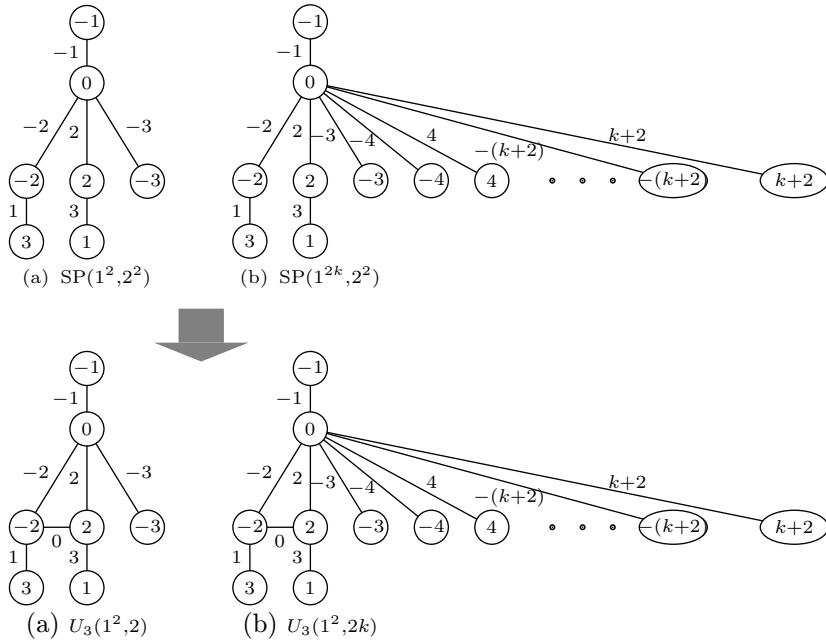 −1 −1
−1 −1
0 0
−2 2 −3 −2 2 −3 −4 4 −(k+2) k+2
−2 2 −3 −2 2 −3 −4 4 −(k+2) k+2
1 3 1 3
3 1 3 1
(a) SP(1²,2²) (b) SP(1²ᵏ,2²)
−1 −1
−1 −1
0 0
−2 2 −3 −2 2 −3 −4 4 −(k+2) k+2
−2 2 −3 −2 2 −3 −4 4 −(k+2) k+2
0 0
1 3 1 3
3 1 3 1
(a) U₃(1²,2) (b) U₃(1²,2k)